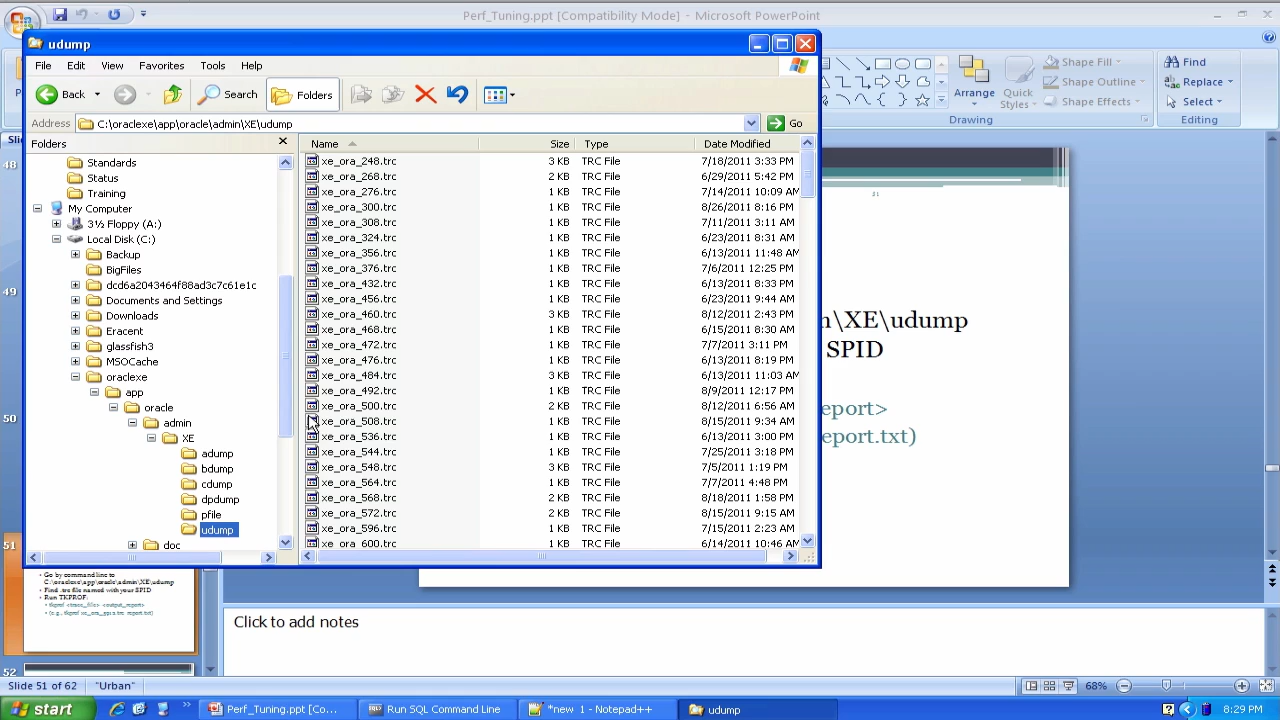 Perf_Tuning.ppt [Compatibility Mode] - Microsoft PowerPoint
udump
File Edit View Favorites Tools Help
Back Search Folders
Address C:\oraclexe\app\oracle\admin\XE\udump Go
Folders
Standards
Status
Training
My Computer
3½ Floppy (A:)
Local Disk (C:)
Backup
BigFiles
dcd6a2043464f88ad3c7c61e1c
Documents and Settings
Downloads
Eracent
glassfish3
MSOCache
oraclexe
app
oracle
admin
XE
adump
bdump
cdump
dpdump
pfile
udump
doc
Name Size Type Date Modified
xe_ora_248.trc 3 KB TRC File 7/18/2011 3:33 PM
xe_ora_268.trc 2 KB TRC File 6/29/2011 5:42 PM
xe_ora_276.trc 1 KB TRC File 7/14/2011 10:09 AM
xe_ora_300.trc 1 KB TRC File 8/26/2011 8:16 PM
xe_ora_308.trc 1 KB TRC File 7/11/2011 3:11 AM
xe_ora_324.trc 1 KB TRC File 6/23/2011 8:31 AM
xe_ora_356.trc 1 KB TRC File 6/13/2011 11:48 AM
xe_ora_376.trc 1 KB TRC File 7/6/2011 12:25 PM
xe_ora_432.trc 1 KB TRC File 6/13/2011 8:33 PM
xe_ora_456.trc 1 KB TRC File 6/23/2011 9:44 AM
xe_ora_460.trc 3 KB TRC File 8/12/2011 2:43 PM
xe_ora_468.trc 1 KB TRC File 6/15/2011 8:30 AM
xe_ora_472.trc 1 KB TRC File 7/7/2011 3:11 PM
xe_ora_476.trc 1 KB TRC File 6/13/2011 8:19 PM
xe_ora_484.trc 3 KB TRC File 6/13/2011 11:03 AM
xe_ora_492.trc 1 KB TRC File 8/9/2011 12:17 PM
xe_ora_500.trc 2 KB TRC File 8/12/2011 6:56 AM
xe_ora_508.trc 1 KB TRC File 8/15/2011 9:34 AM
xe_ora_536.trc 1 KB TRC File 6/13/2011 3:00 PM
xe_ora_544.trc 1 KB TRC File 7/25/2011 3:18 PM
xe_ora_548.trc 3 KB TRC File 7/5/2011 1:19 PM
xe_ora_564.trc 1 KB TRC File 7/7/2011 4:48 PM
xe_ora_568.trc 2 KB TRC File 8/18/2011 1:58 PM
xe_ora_572.trc 2 KB TRC File 8/15/2011 9:15 AM
xe_ora_596.trc 1 KB TRC File 7/15/2011 2:23 AM
xe_ora_600.trc 1 KB TRC File 6/14/2011 10:46 AM
Arrange
Quick Styles
Shape Fill
Shape Outline
Shape Effects
Drawing
Find
Replace
Select
Editing
Sli
48
49
50
51
52
in\XE\udump
SPID
eport>
eport.txt)
Go by command line to
C:\oraclexe\app\oracle\admin\XE\udump
Find .trc file named with your SPID
Run TKPROF:
Click to add notes
Slide 51 of 62 "Urban" 68%
start Perf_Tuning.ppt [Co... Run SQL Command Line *new 1 - Notepad++ udump 8:29 PM